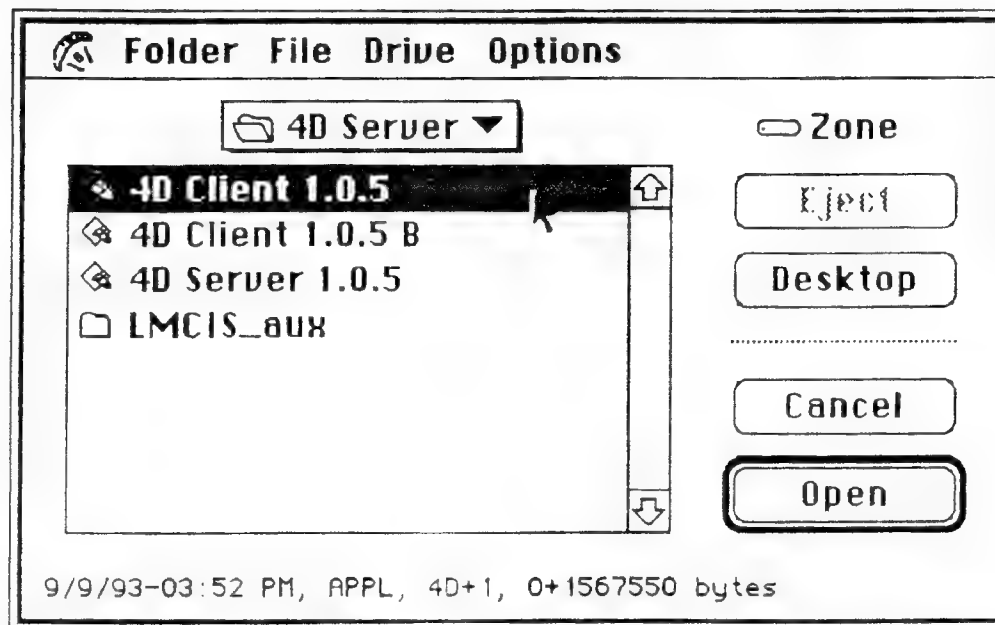 Folder File Drive Options
4D Server
Zone
4D Client 1.0.5
Eject
4D Client 1.0.5 B
4D Server 1.0.5
Desktop
LMCIS_aux
Cancel
Open
9/9/93-03:52 PM, APPL, 4D+1, 0+1567550 bytes